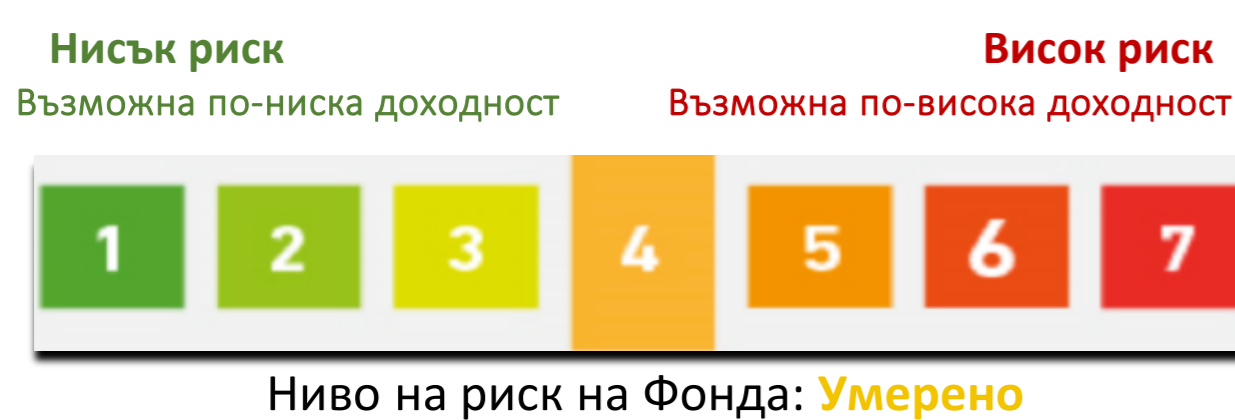 Нисък риск Висок риск
Възможна по-ниска доходност Възможна по-висока доходност
1 2 3 4 5 6 7
Ниво на риск на Фонда: Умерено